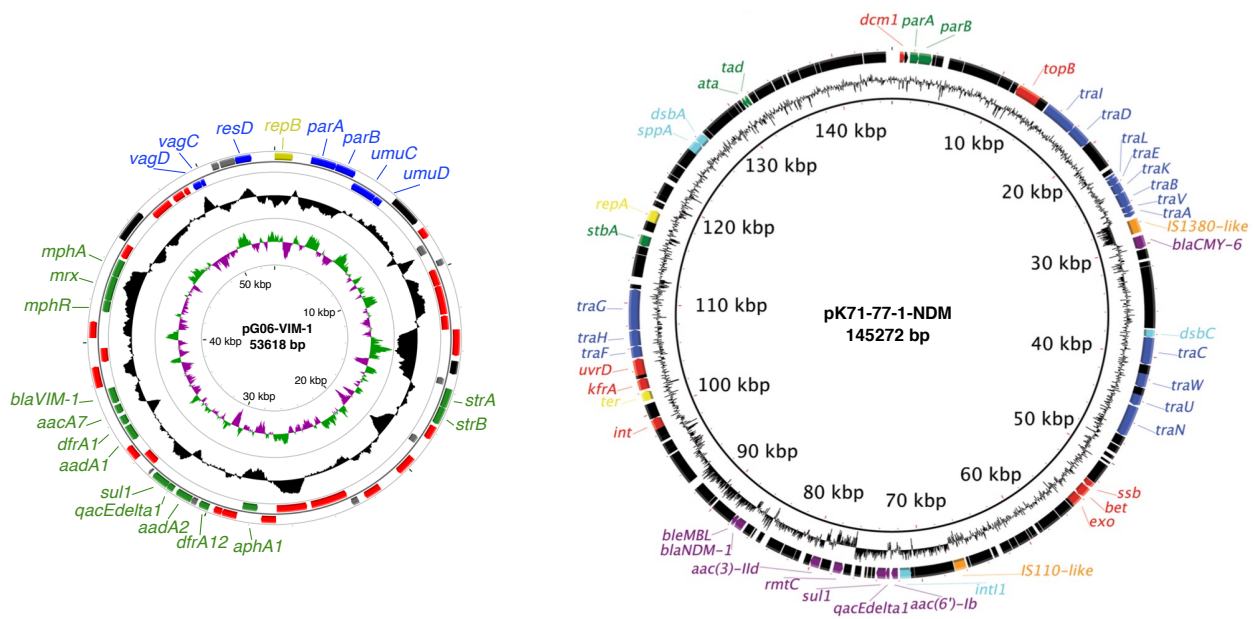 repB
parA
parB
umuC
umuD
resD
vagC
vagD
mphA
mrx
mphR
blaVIM-1
aacA7
dfrA1
aadA1
sul1
qacEdelta1
aadA2
dfrA12
aphA1
strA
strB
50 kbp
10 kbp
pG06-VIM-1
53618 bp
40 kbp
20 kbp
30 kbp
dcm1
parA
parB
topB
traI
traD
traL
traE
traK
traB
traV
traA
IS1380-like
blaCMY-6
dsbC
traC
traW
traU
traN
ssb
bet
exo
IS110-like
intI1
aac(6')-Ib
qacEdelta1
sul1
rmtC
aac(3)-IId
blaNDM-1
bleMBL
int
ter
kfrA
uvrD
traF
traH
traG
stbA
repA
sppA
dsbA
ata
tad
140 kbp
10 kbp
130 kbp
20 kbp
120 kbp
30 kbp
110 kbp
pK71-77-1-NDM
145272 bp
40 kbp
100 kbp
50 kbp
90 kbp
60 kbp
80 kbp
70 kbp